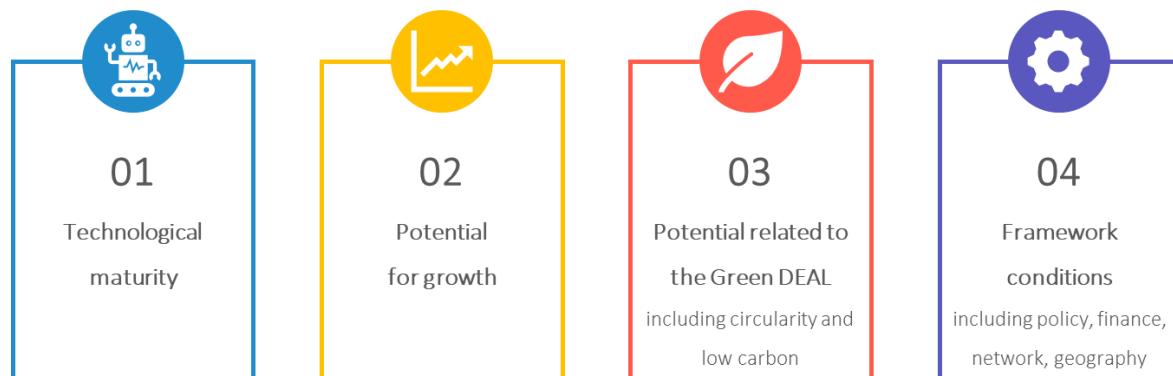 01
Technological
maturity
02
Potential
for growth
03
Potential related to
the Green DEAL
including circularity and
low carbon
04
Framework
conditions
including policy, finance,
network, geography